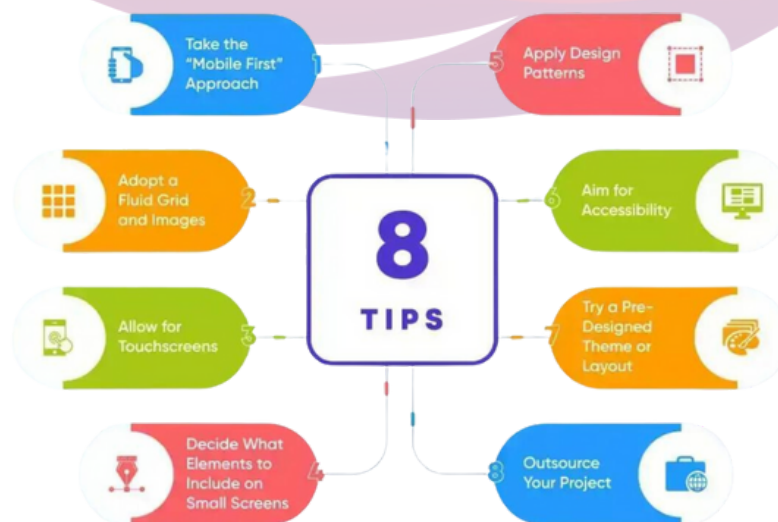 Take the
“Mobile First”
Approach
1
Adopt a
Fluid Grid
and Images
2
Allow for
Touchscreens
3
Decide What
Elements to
Include on
Small Screens
4
8
TIPS
5
Apply Design
Patterns
6
Aim for
Accessibility
7
Try a Pre-
Designed
Theme or
Layout
8
Outsource
Your Project